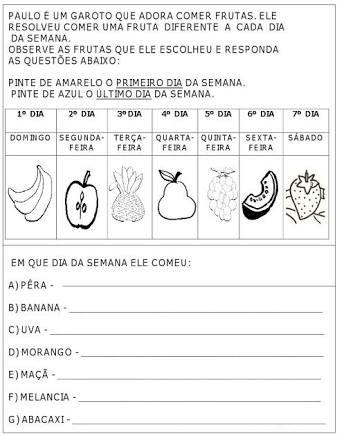 PAULO É UM GAROTO QUE ADORA COMER FRUTAS. ELE
RESOLVEU COMER UMA FRUTA DIFERENTE A CADA DIA
DA SEMANA.
OBSERVE AS FRUTAS QUE ELE ESCOLHEU E RESPONDA
AS QUESTÕES ABAIXO:
PINTE DE AMARELO O PRIMEIRO DIA DA SEMANA.
PINTE DE AZUL O ÚLTIMO DIA DA SEMANA.
1º DIA 2º DIA 3º DIA 4º DIA 5º DIA 6º DIA 7º DIA
DOMINGO SEGUNDA- TERÇA- QUARTA- QUINTA- SEXTA- SÁBADO
FEIRA FEIRA FEIRA FEIRA FEIRA
EM QUE DIA DA SEMANA ELE COMEU:
A) PÊRA -
B) BANANA -
C) UVA -
D) MORANGO -
E) MAÇÃ -
F) MELANCIA -
G) ABACAXI -